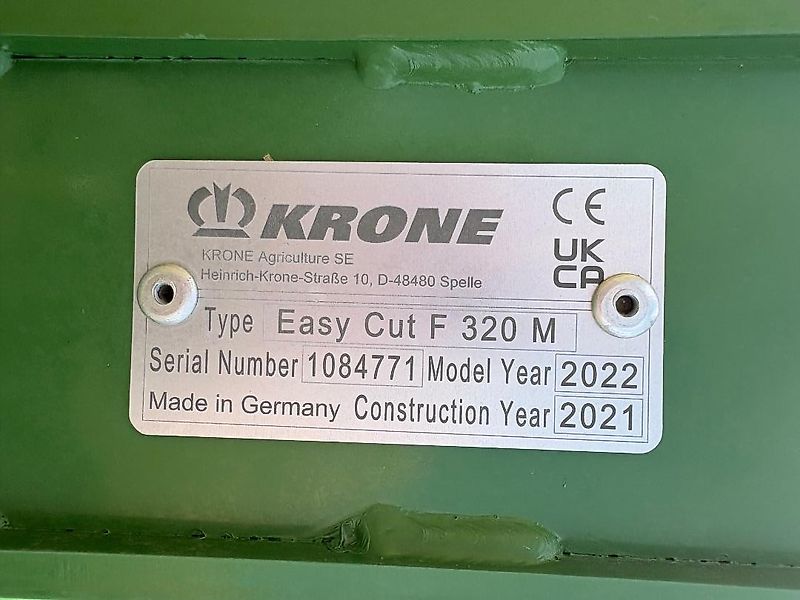 KRONE
CE
KRONE Agriculture SE
UK
CA
Heinrich-Krone-Straße 10, D-48480 Spelle
Type Easy Cut F 320 M
Serial Number 1084771 Model Year 2022
Made in Germany Construction Year 2021